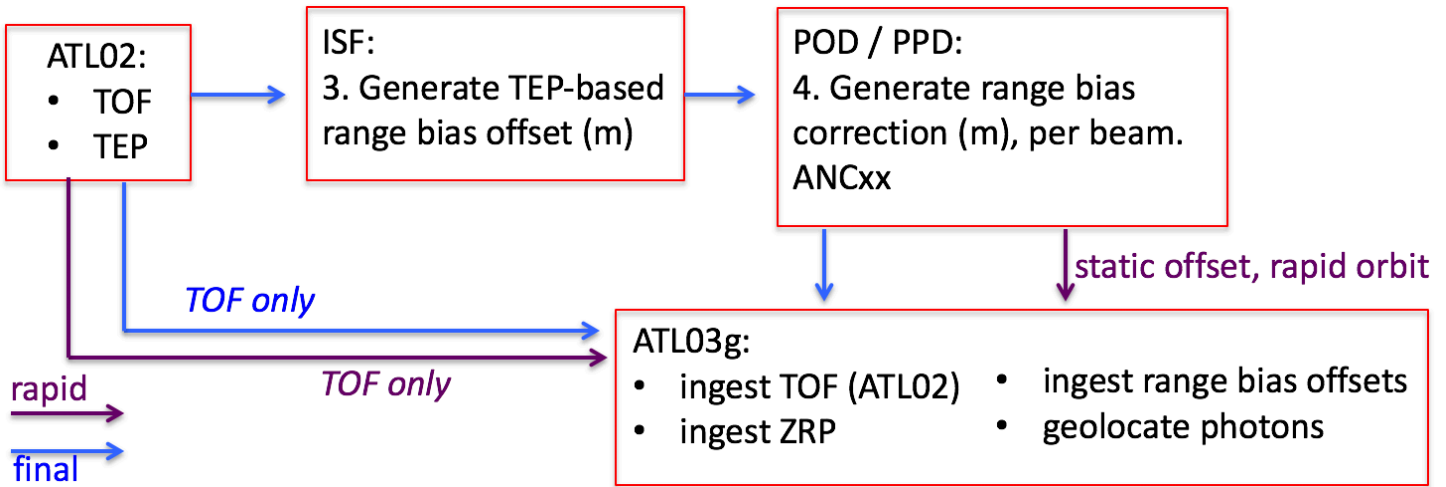 ATL02:
• TOF
• TEP
ISF:
3. Generate TEP-based
range bias offset (m)
POD / PPD:
4. Generate range bias
correction (m), per beam.
ANCxx
static offset, rapid orbit
TOF only
TOF only
rapid
final
ATL03g:
• ingest TOF (ATL02)
• ingest ZRP
• ingest range bias offsets
• geolocate photons